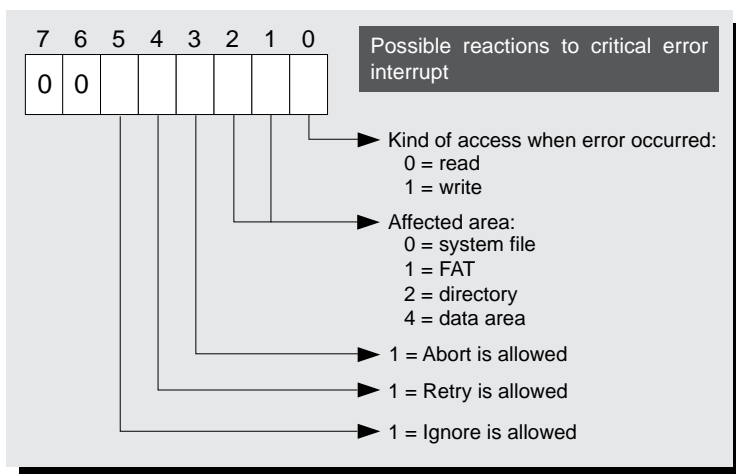 7 6 5 4 3 2 1 0
0 0
Possible reactions to critical error
interrupt
Kind of access when error occurred:
0 = read
1 = write
Affected area:
0 = system file
1 = FAT
2 = directory
4 = data area
1 = Abort is allowed
1 = Retry is allowed
1 = Ignore is allowed